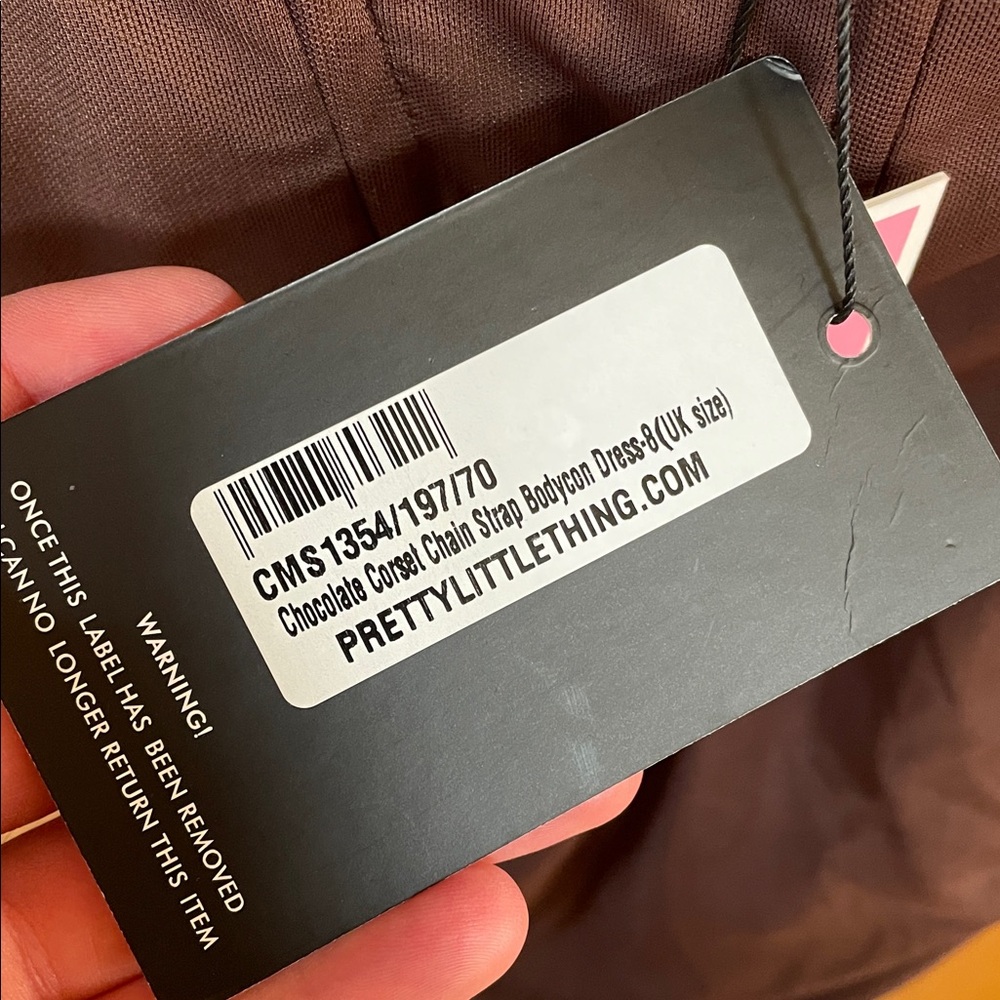 CMS1354/197/70
Chocolate Corset Chain Strap Bodycon Dress-8(UK size)
PRETTYLITTLETHING.COM
WARNING!
ONCE THIS LABEL HAS BEEN REMOVED
CAN NO LONGER RETURN THIS ITEM